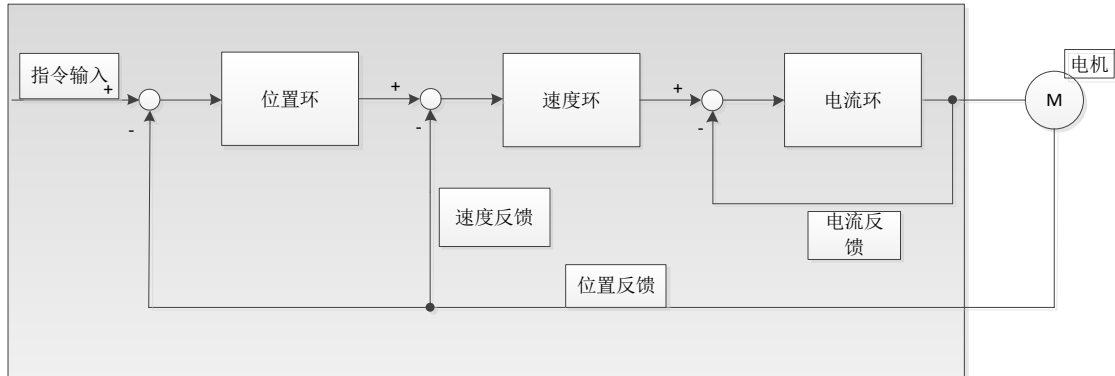 指令输入
+
-
位置环
+
-
速度环
+
-
电流环
电机
M
速度反馈
电流反
馈
位置反馈